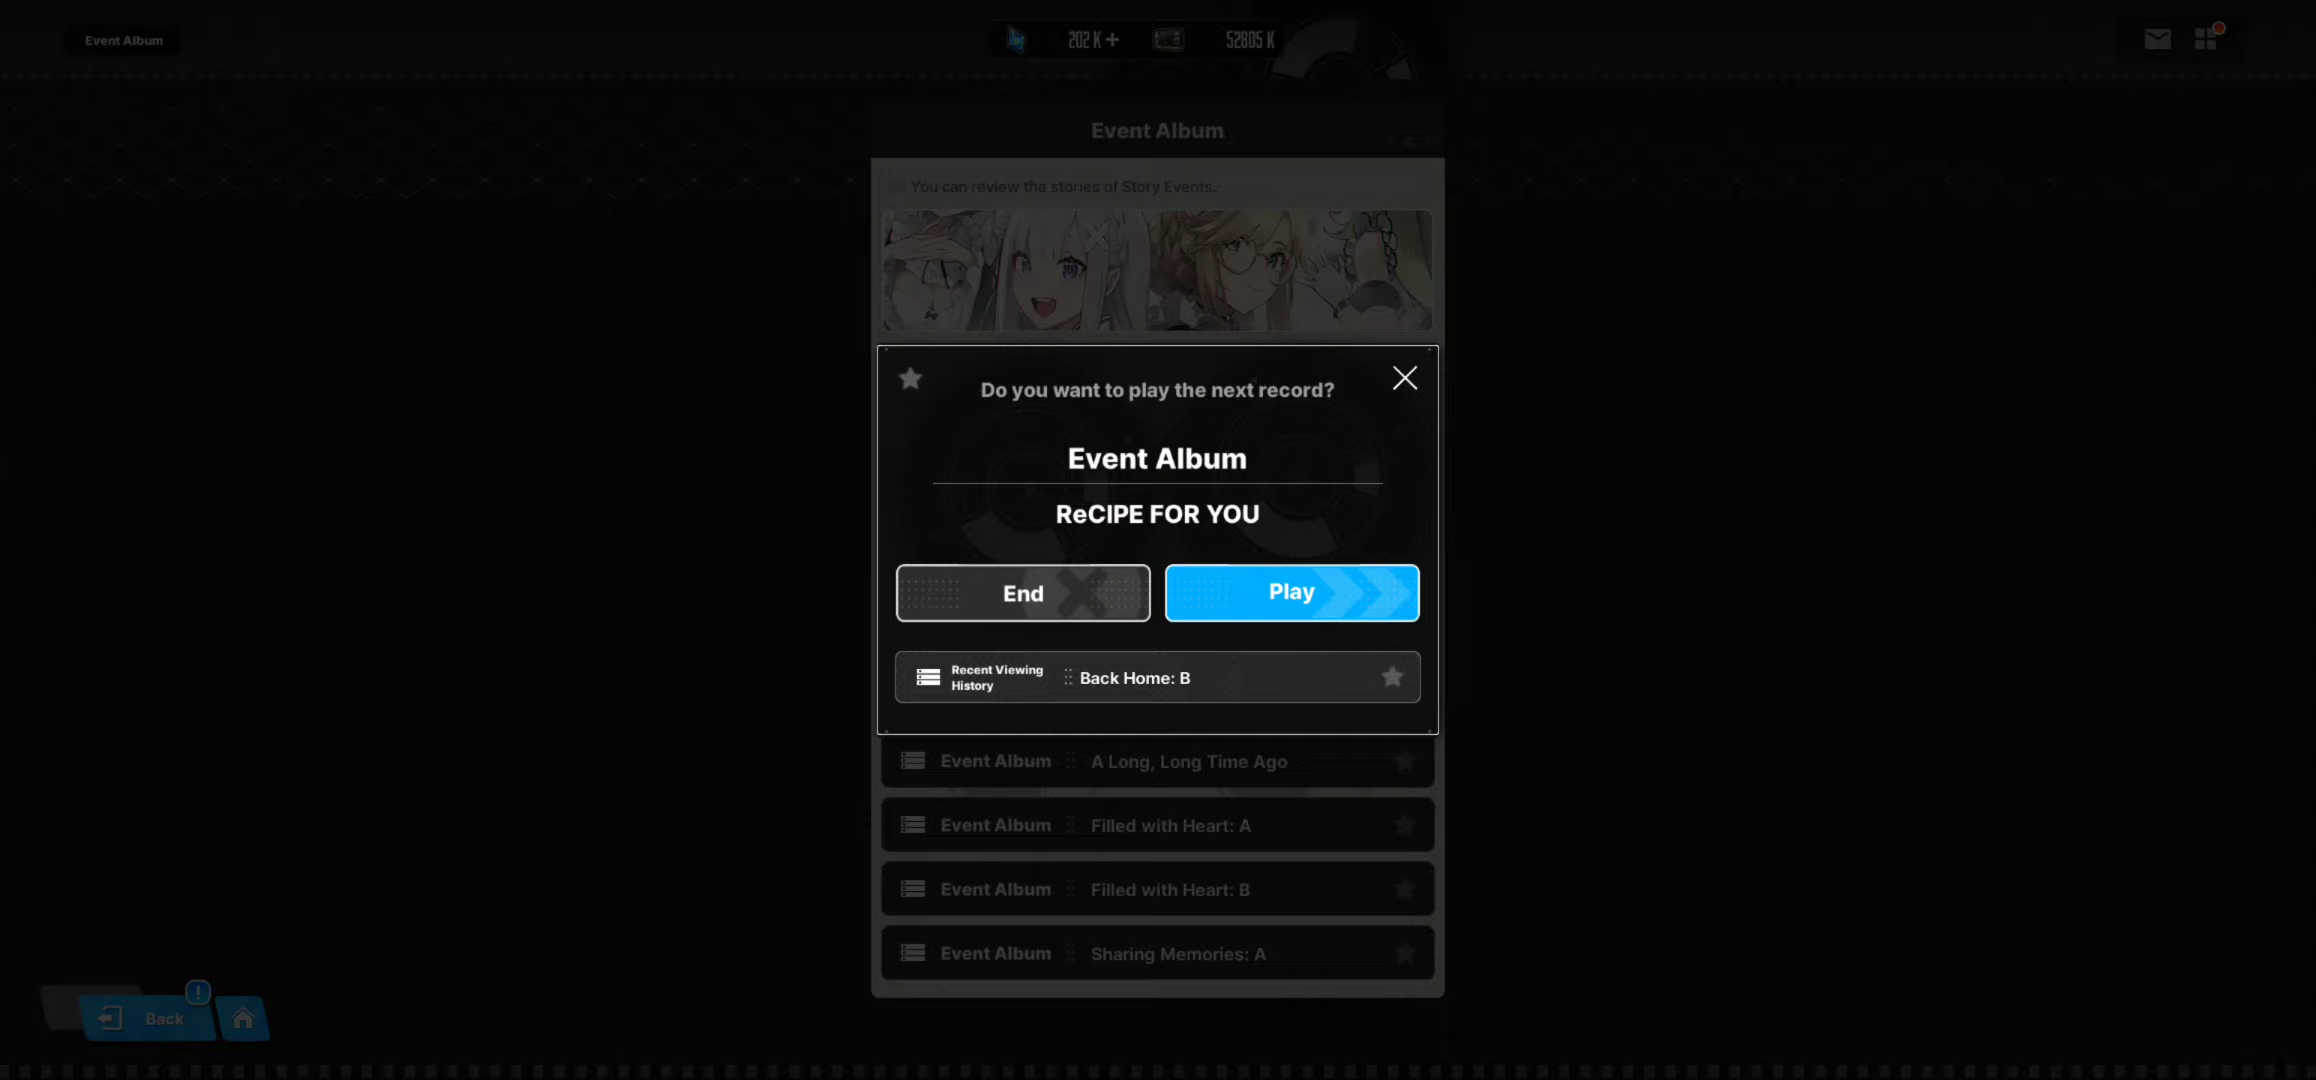 Event Album
202 K +
52805 K
Event Album
You can review the stories of Story Events.
Do you want to play the next record?
Event Album
ReCIPE FOR YOU
End
Play
Recent Viewing
History
Back Home: B
Event Album
A Long, Long Time Ago
Event Album
Filled with Heart: A
Event Album
Filled with Heart: B
Event Album
Sharing Memories: A
!
Back